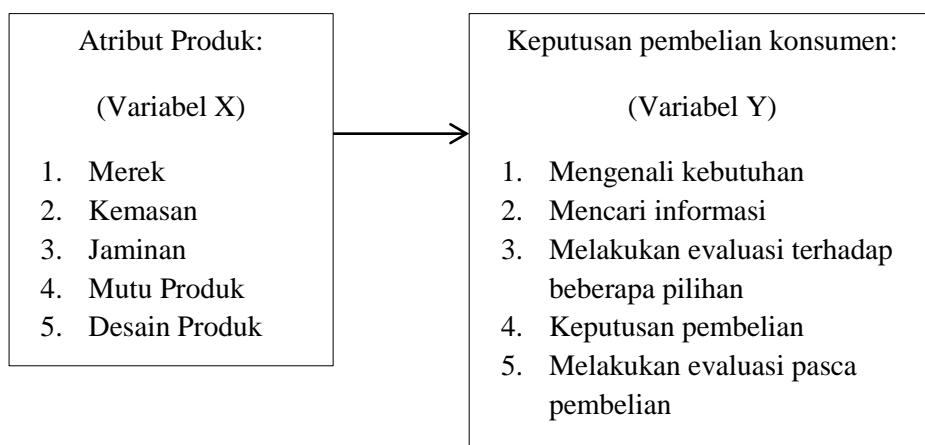 Atribut Produk:
(Variabel X)
1. Merek
2. Kemasan
3. Jaminan
4. Mutu Produk
5. Desain Produk
Keputusan pembelian konsumen:
(Variabel Y)
1. Mengenali kebutuhan
2. Mencari informasi
3. Melakukan evaluasi terhadap
beberapa pilihan
4. Keputusan pembelian
5. Melakukan evaluasi pasca
pembelian